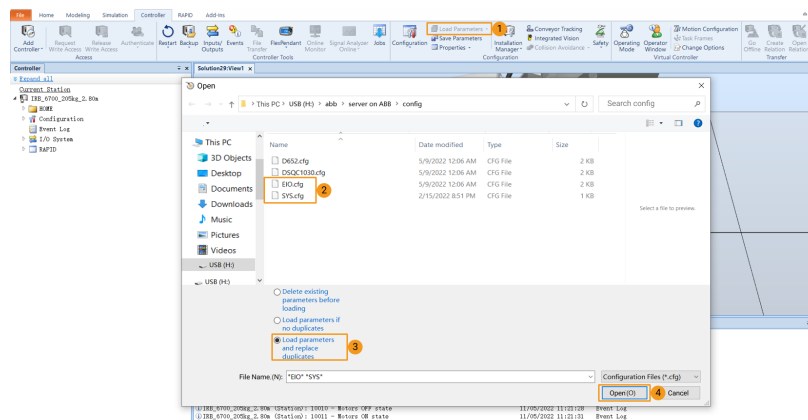 File Home Modeling Simulation Controller RAPID Add-Ins
Add Controller Request Write Access Release Write Access Authenticate Restart Backup Inputs/ Outputs Events File Transfer FlexPendant Online Monitor Signal Analyzer Online Jobs Configuration Load Parameters 1 Installation Manager Conveyor Tracking Safety Operating Mode Operator Window Motion Configuration Go Offline Create Relation Open Relation
Save Parameters Integrated Vision Task Frames
Properties Collision Avoidance Change Options
Access Controller Tools Configuration Virtual Controller Transfer
Controller Solution29:View1 x
Expand all
Current Station
IRB_6700_205kg_2.80m
HOME
Configuration
Event Log
I/O System
RAPID
Open
This PC > USB (H:) > abb > server on ABB > config
Search config
This PC
3D Objects
Desktop
Documents
Downloads
Music
Pictures
Videos
USB (H:)
USB (H:)
Name Date modified Type Size
D652.cfg 5/9/2022 12:06 AM CFG File 2 KB
DSQC1030.cfg 5/9/2022 12:06 AM CFG File 2 KB
EIO.cfg 5/9/2022 12:06 AM CFG File 2 KB
2
SYS.cfg 2/15/2022 8:51 PM CFG File 1 KB
Select a file to preview.
Delete existing
parameters before
loading
Load parameters if
no duplicates
Load parameters
and replace
duplicates
3
File Name.(N): "EIO" "SYS" Configuration Files (*.cfg)
Open(O) 4 Cancel
IRB_6700_205kg_2.80m (Station): 10010 - Motors OFF state 11/05/2022 11:21:28 Event Log
IRB_6700_205kg_2.80m (Station): 10011 - Motors ON state 11/05/2022 11:21:31 Event Log